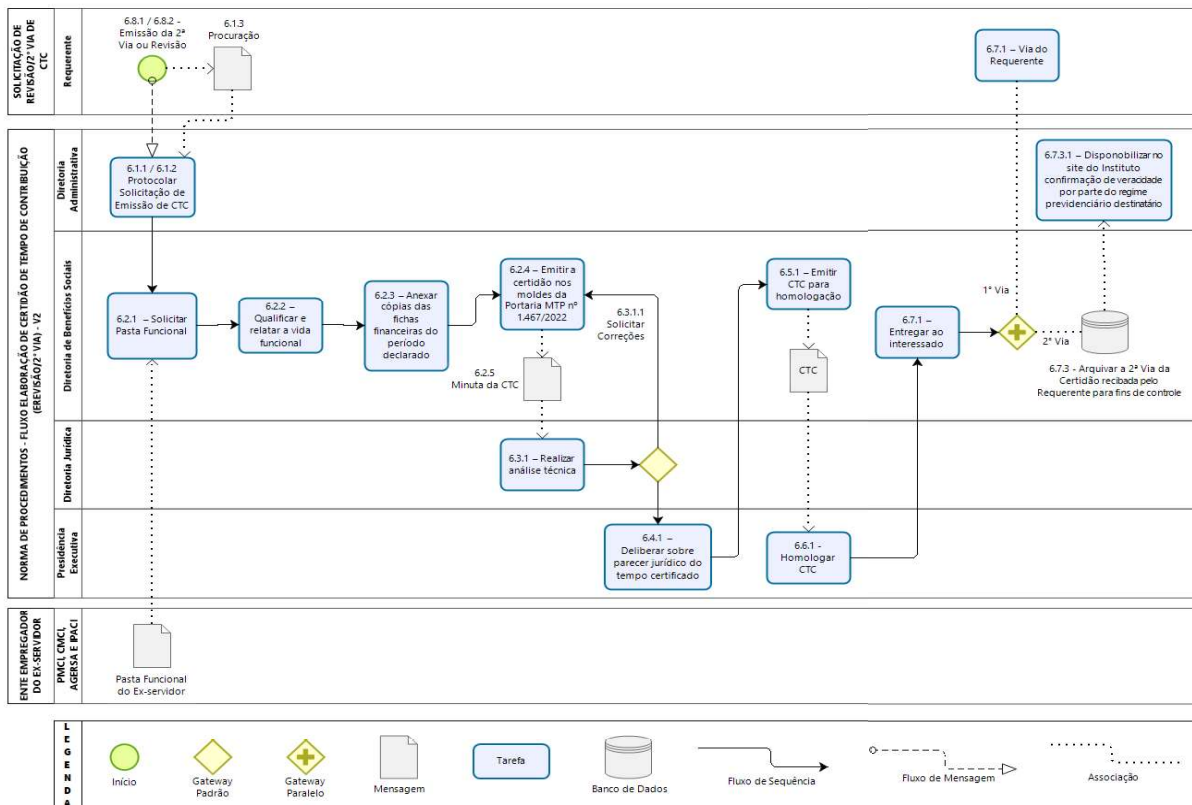 SOLICITAÇÃO DE
REVISÃO/2ª VIA DE
CTC
Requerente
6.8.1 / 6.8.2 -
Emissão da 2ª
Via ou Revisão
6.1.3
Procuração
6.7.1 – Via do
Requerente
NORMA DE PROCEDIMENTOS - FLUXO ELABORAÇÃO DE CERTIDÃO DE TEMPO DE CONTRIBUIÇÃO
(EREVISÃO/2ª VIA) - V2
Diretoria
Administrativa
6.1.1 / 6.1.2
Protocolar
Solicitação de
Emissão de CTC
6.7.3.1 – Disponobilizar no
site do Instituto
confirmação de veracidade
por parte do regime
previdenciário destinatário
Diretoria de Benefícios Sociais
6.2.1 – Solicitar
Pasta Funcional
6.2.2 –
Qualificar e
relatar a vida
funcional
6.2.3 – Anexar
cópias das
fichas
financeiras do
período
declarado
6.2.4 – Emitir a
certidão nos
moldes da
Portaria MTP nº
1.467/2022
6.3.1.1
Solicitar
Correções
6.2.5
Minuta da CTC
6.5.1 – Emitir
CTC para
homologação
CTC
6.7.1 –
Entregar ao
interessado
1ª Via
2ª Via
6.7.3 - Arquivar a 2ª Via da
Certidão recibada pelo
Requerente para fins de controle
Diretoria Jurídica
6.3.1 – Realizar
análise técnica
Presidência
Executiva
6.4.1 –
Deliberar sobre
parecer jurídico do
tempo certificado
6.6.1 -
Homologar
CTC
ENTE EMPREGADOR
DO EX-SERVIDOR
PMCI, CMCI,
AGERSA E IPACI
Pasta Funcional
do Ex-servidor
LEGENDA
Início
Gateway
Padrão
Gateway
Paralelo
Mensagem
Tarefa
Banco de Dados
Fluxo de Sequência
Fluxo de Mensagem
Associação